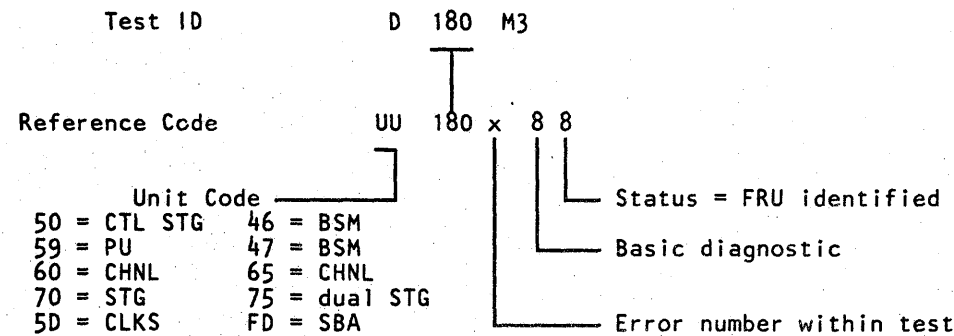 Test ID D 180 M3
Reference Code UU 180 x 8 8
Unit Code
Status = FRU identified
50 = CTL STG 46 = BSM
59 = PU 47 = BSM
Basic diagnostic
60 = CHNL 65 = CHNL
70 = STG 75 = dual STG
5D = CLKS FD = SBA
Error number within test